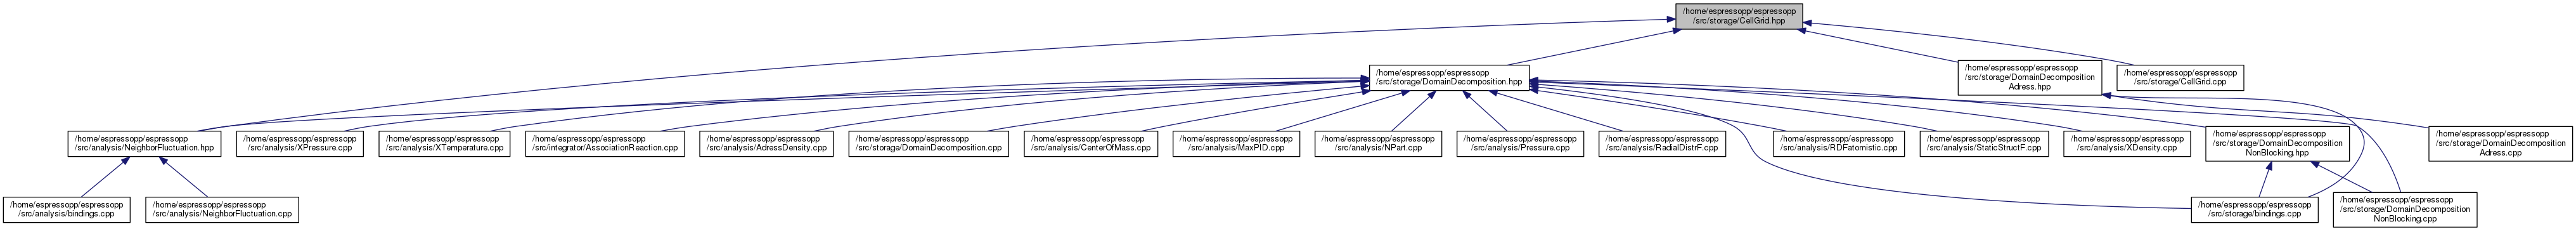 /home/espressopp/espressopp
/src/storage/CellGrid.hpp
/home/espressopp/espressopp
/src/storage/DomainDecomposition.hpp
/home/espressopp/espressopp
/src/storage/DomainDecomposition
Adress.hpp
/home/espressopp/espressopp
/src/storage/CellGrid.cpp
/home/espressopp/espressopp
/src/analysis/NeighborFluctuation.hpp
/home/espressopp/espressopp
/src/analysis/XPressure.cpp
/home/espressopp/espressopp
/src/analysis/XTemperature.cpp
/home/espressopp/espressopp
/src/integrator/AssociationReaction.cpp
/home/espressopp/espressopp
/src/analysis/AdressDensity.cpp
/home/espressopp/espressopp
/src/storage/DomainDecomposition.cpp
/home/espressopp/espressopp
/src/analysis/CenterOfMass.cpp
/home/espressopp/espressopp
/src/analysis/MaxPID.cpp
/home/espressopp/espressopp
/src/analysis/NPart.cpp
/home/espressopp/espressopp
/src/analysis/Pressure.cpp
/home/espressopp/espressopp
/src/analysis/RadialDistrF.cpp
/home/espressopp/espressopp
/src/analysis/RDFatomistic.cpp
/home/espressopp/espressopp
/src/analysis/StaticStructF.cpp
/home/espressopp/espressopp
/src/analysis/XDensity.cpp
/home/espressopp/espressopp
/src/storage/DomainDecomposition
NonBlocking.hpp
/home/espressopp/espressopp
/src/storage/DomainDecomposition
Adress.cpp
/home/espressopp/espressopp
/src/analysis/bindings.cpp
/home/espressopp/espressopp
/src/analysis/NeighborFluctuation.cpp
/home/espressopp/espressopp
/src/storage/bindings.cpp
/home/espressopp/espressopp
/src/storage/DomainDecomposition
NonBlocking.cpp